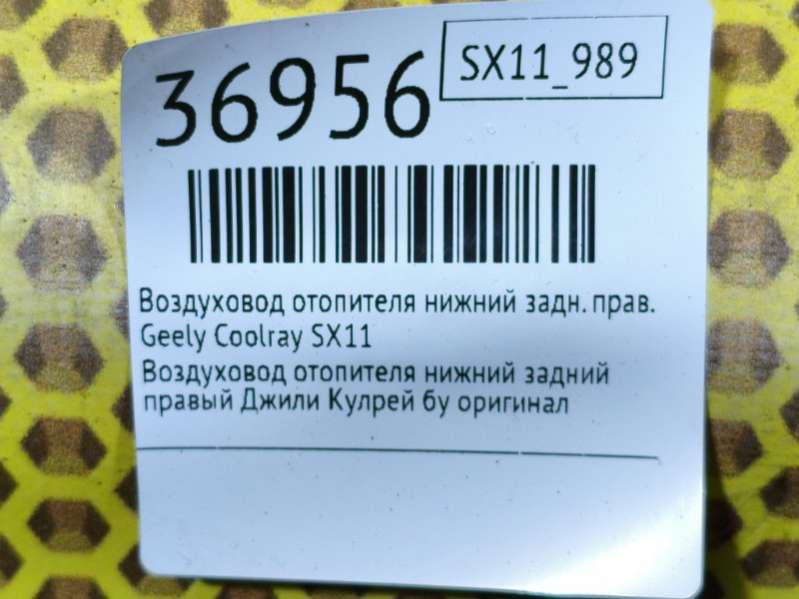 36956
SX11_989
Воздуховод отопителя нижний задн. прав.
Geely Coolray SX11
Воздуховод отопителя нижний задний
правый Джили Кулрей бу оригинал